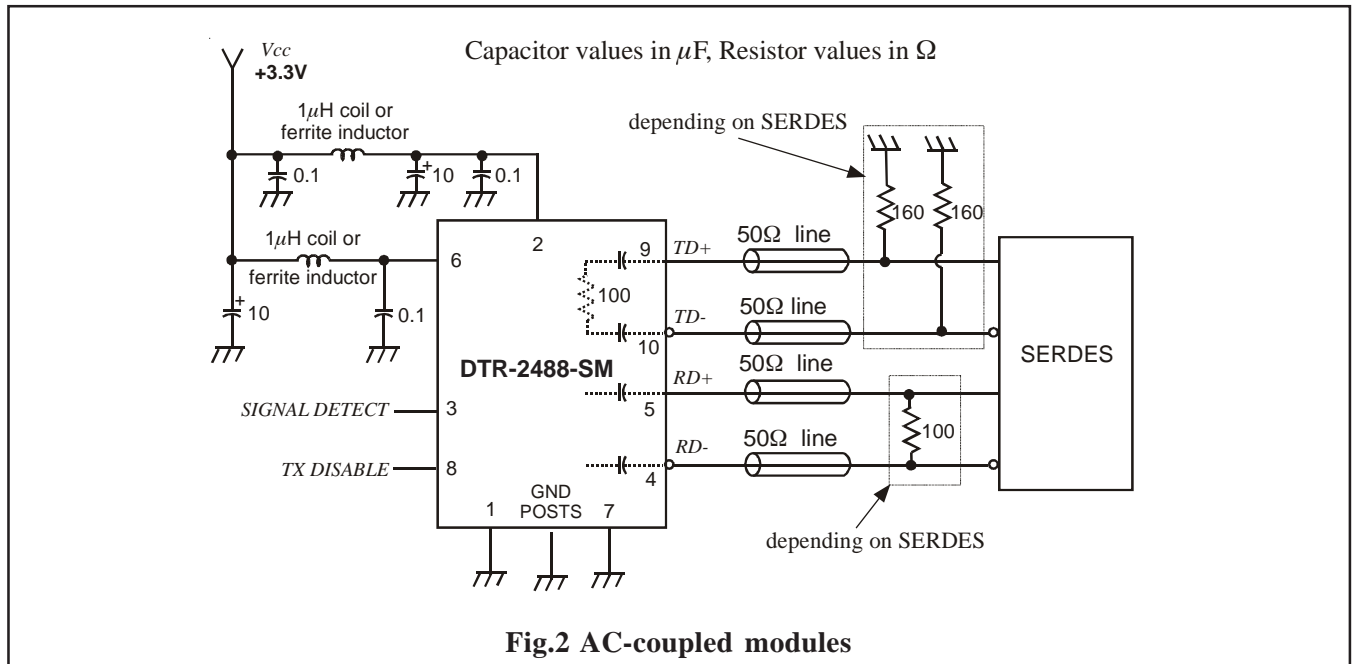 Capacitor values in μF, Resistor values in Ω
Vcc
+3.3V
1μH coil or
ferrite inductor
0.1
+
10
0.1
depending on SERDES
160
160
1μH coil or
ferrite inductor
+
10
0.1
6
2
9
TD+
50Ω line
100
TD-
50Ω line
10
DTR-2488-SM
RD+
50Ω line
5
100
RD-
50Ω line
4
SERDES
SIGNAL DETECT
3
TX DISABLE
8
GND
POSTS
1
7
depending on SERDES
Fig.2 AC-coupled modules